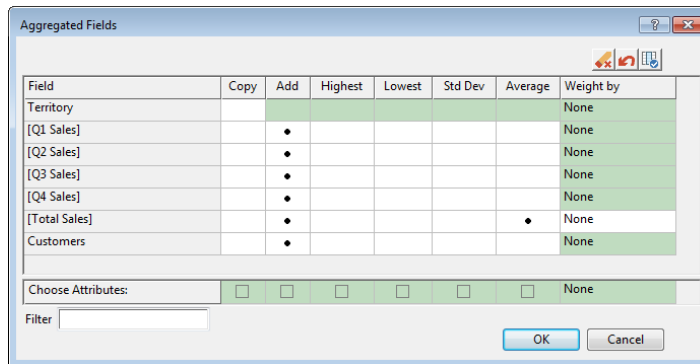 Aggregated Fields
?
Field Copy Add Highest Lowest Std Dev Average Weight by
Territory None
[Q1 Sales] None
[Q2 Sales] None
[Q3 Sales] None
[Q4 Sales] None
[Total Sales] None
Customers None
Choose Attributes: None
Filter
OK Cancel